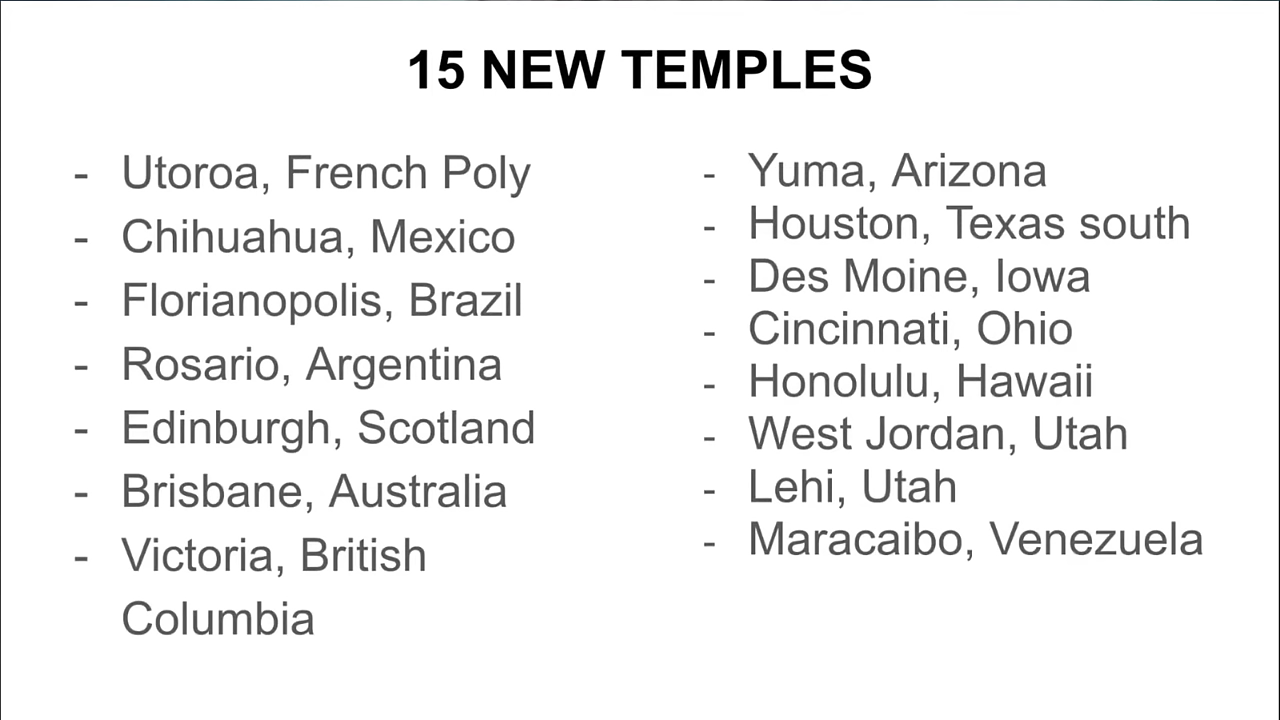 15 NEW TEMPLES
- Utoroa, French Poly
- Chihuahua, Mexico
- Florianopolis, Brazil
- Rosario, Argentina
- Edinburgh, Scotland
- Brisbane, Australia
- Victoria, British
Columbia
- Yuma, Arizona
- Houston, Texas south
- Des Moine, Iowa
- Cincinnati, Ohio
- Honolulu, Hawaii
- West Jordan, Utah
- Lehi, Utah
- Maracaibo, Venezuela